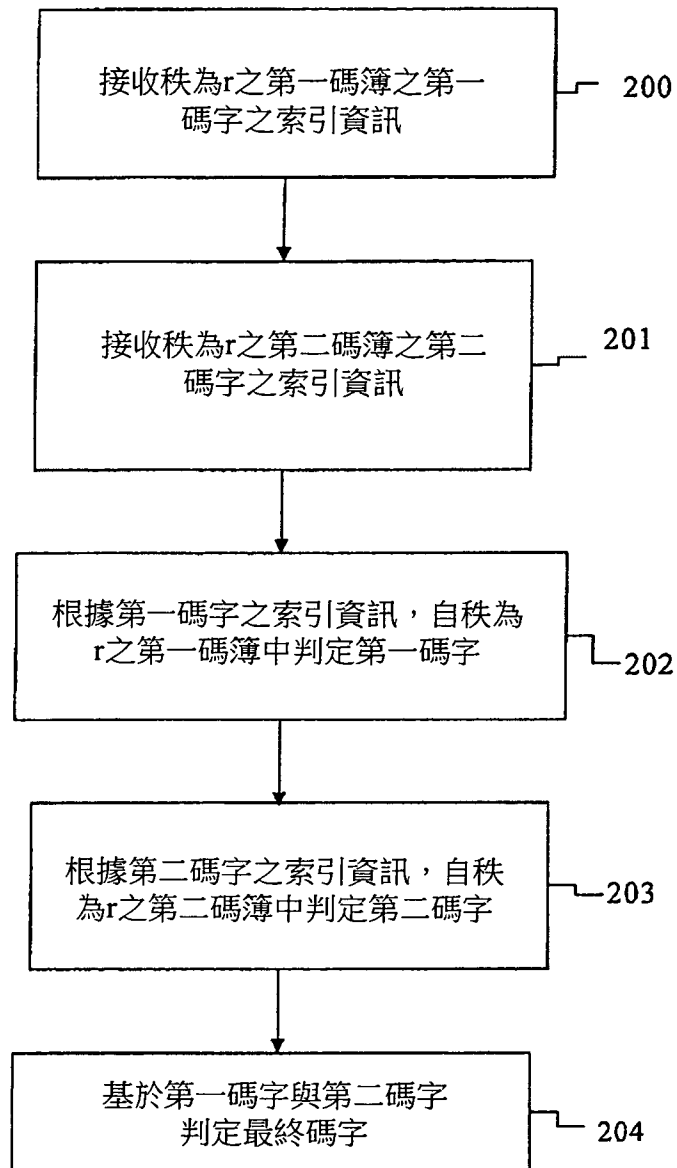 接收秩為r之第一碼簿之第一
碼字之索引資訊
200
接收秩為r之第二碼簿之第二
碼字之索引資訊
201
根據第一碼字之索引資訊，自秩為
r之第一碼簿中判定第一碼字
202
根據第二碼字之索引資訊，自秩
為r之第二碼簿中判定第二碼字
203
基於第一碼字與第二碼字
判定最終碼字
204